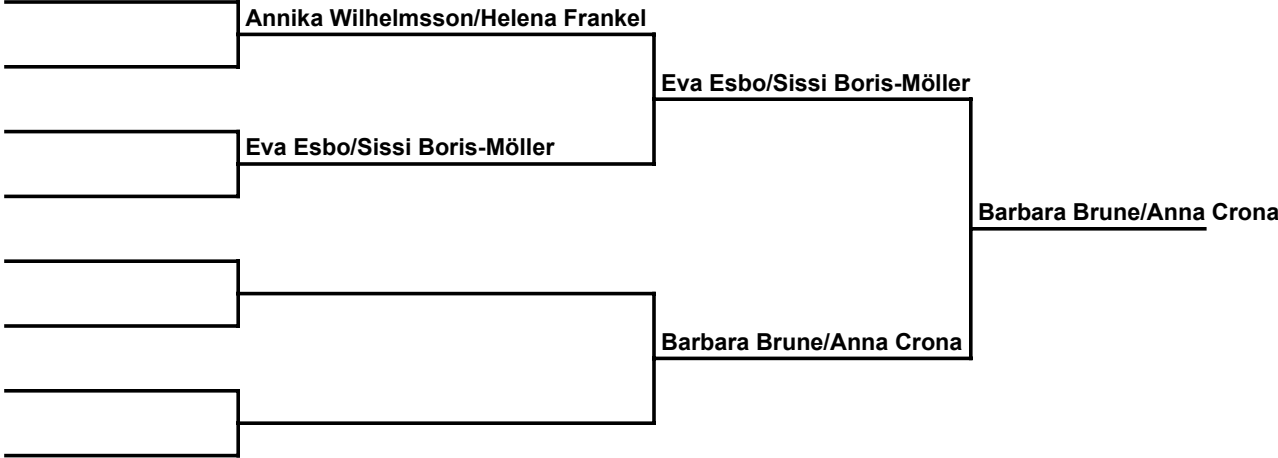 Annika Wilhelmsson/Helena Frankel
Eva Esbo/Sissi Boris-Möller
Eva Esbo/Sissi Boris-Möller
Barbara Brune/Anna Crona
Barbara Brune/Anna Crona